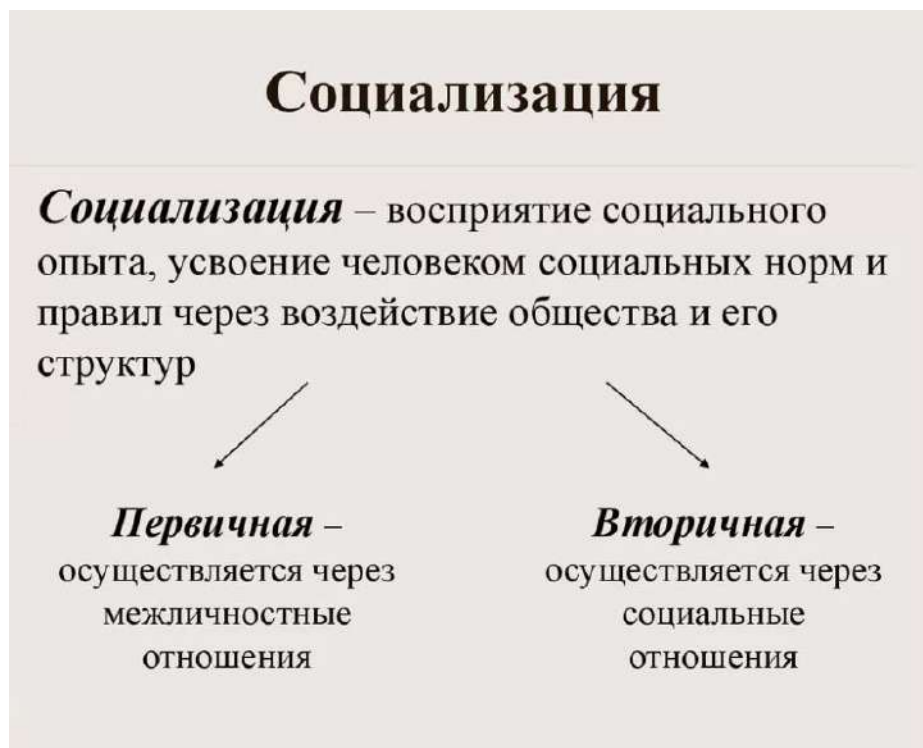 Социализация
Социализация – восприятие социального
опыта, усвоение человеком социальных норм и
правил через воздействие общества и его
структур
Первичная –
осуществляется через
межличностные
отношения
Вторичная –
осуществляется через
социальные
отношения